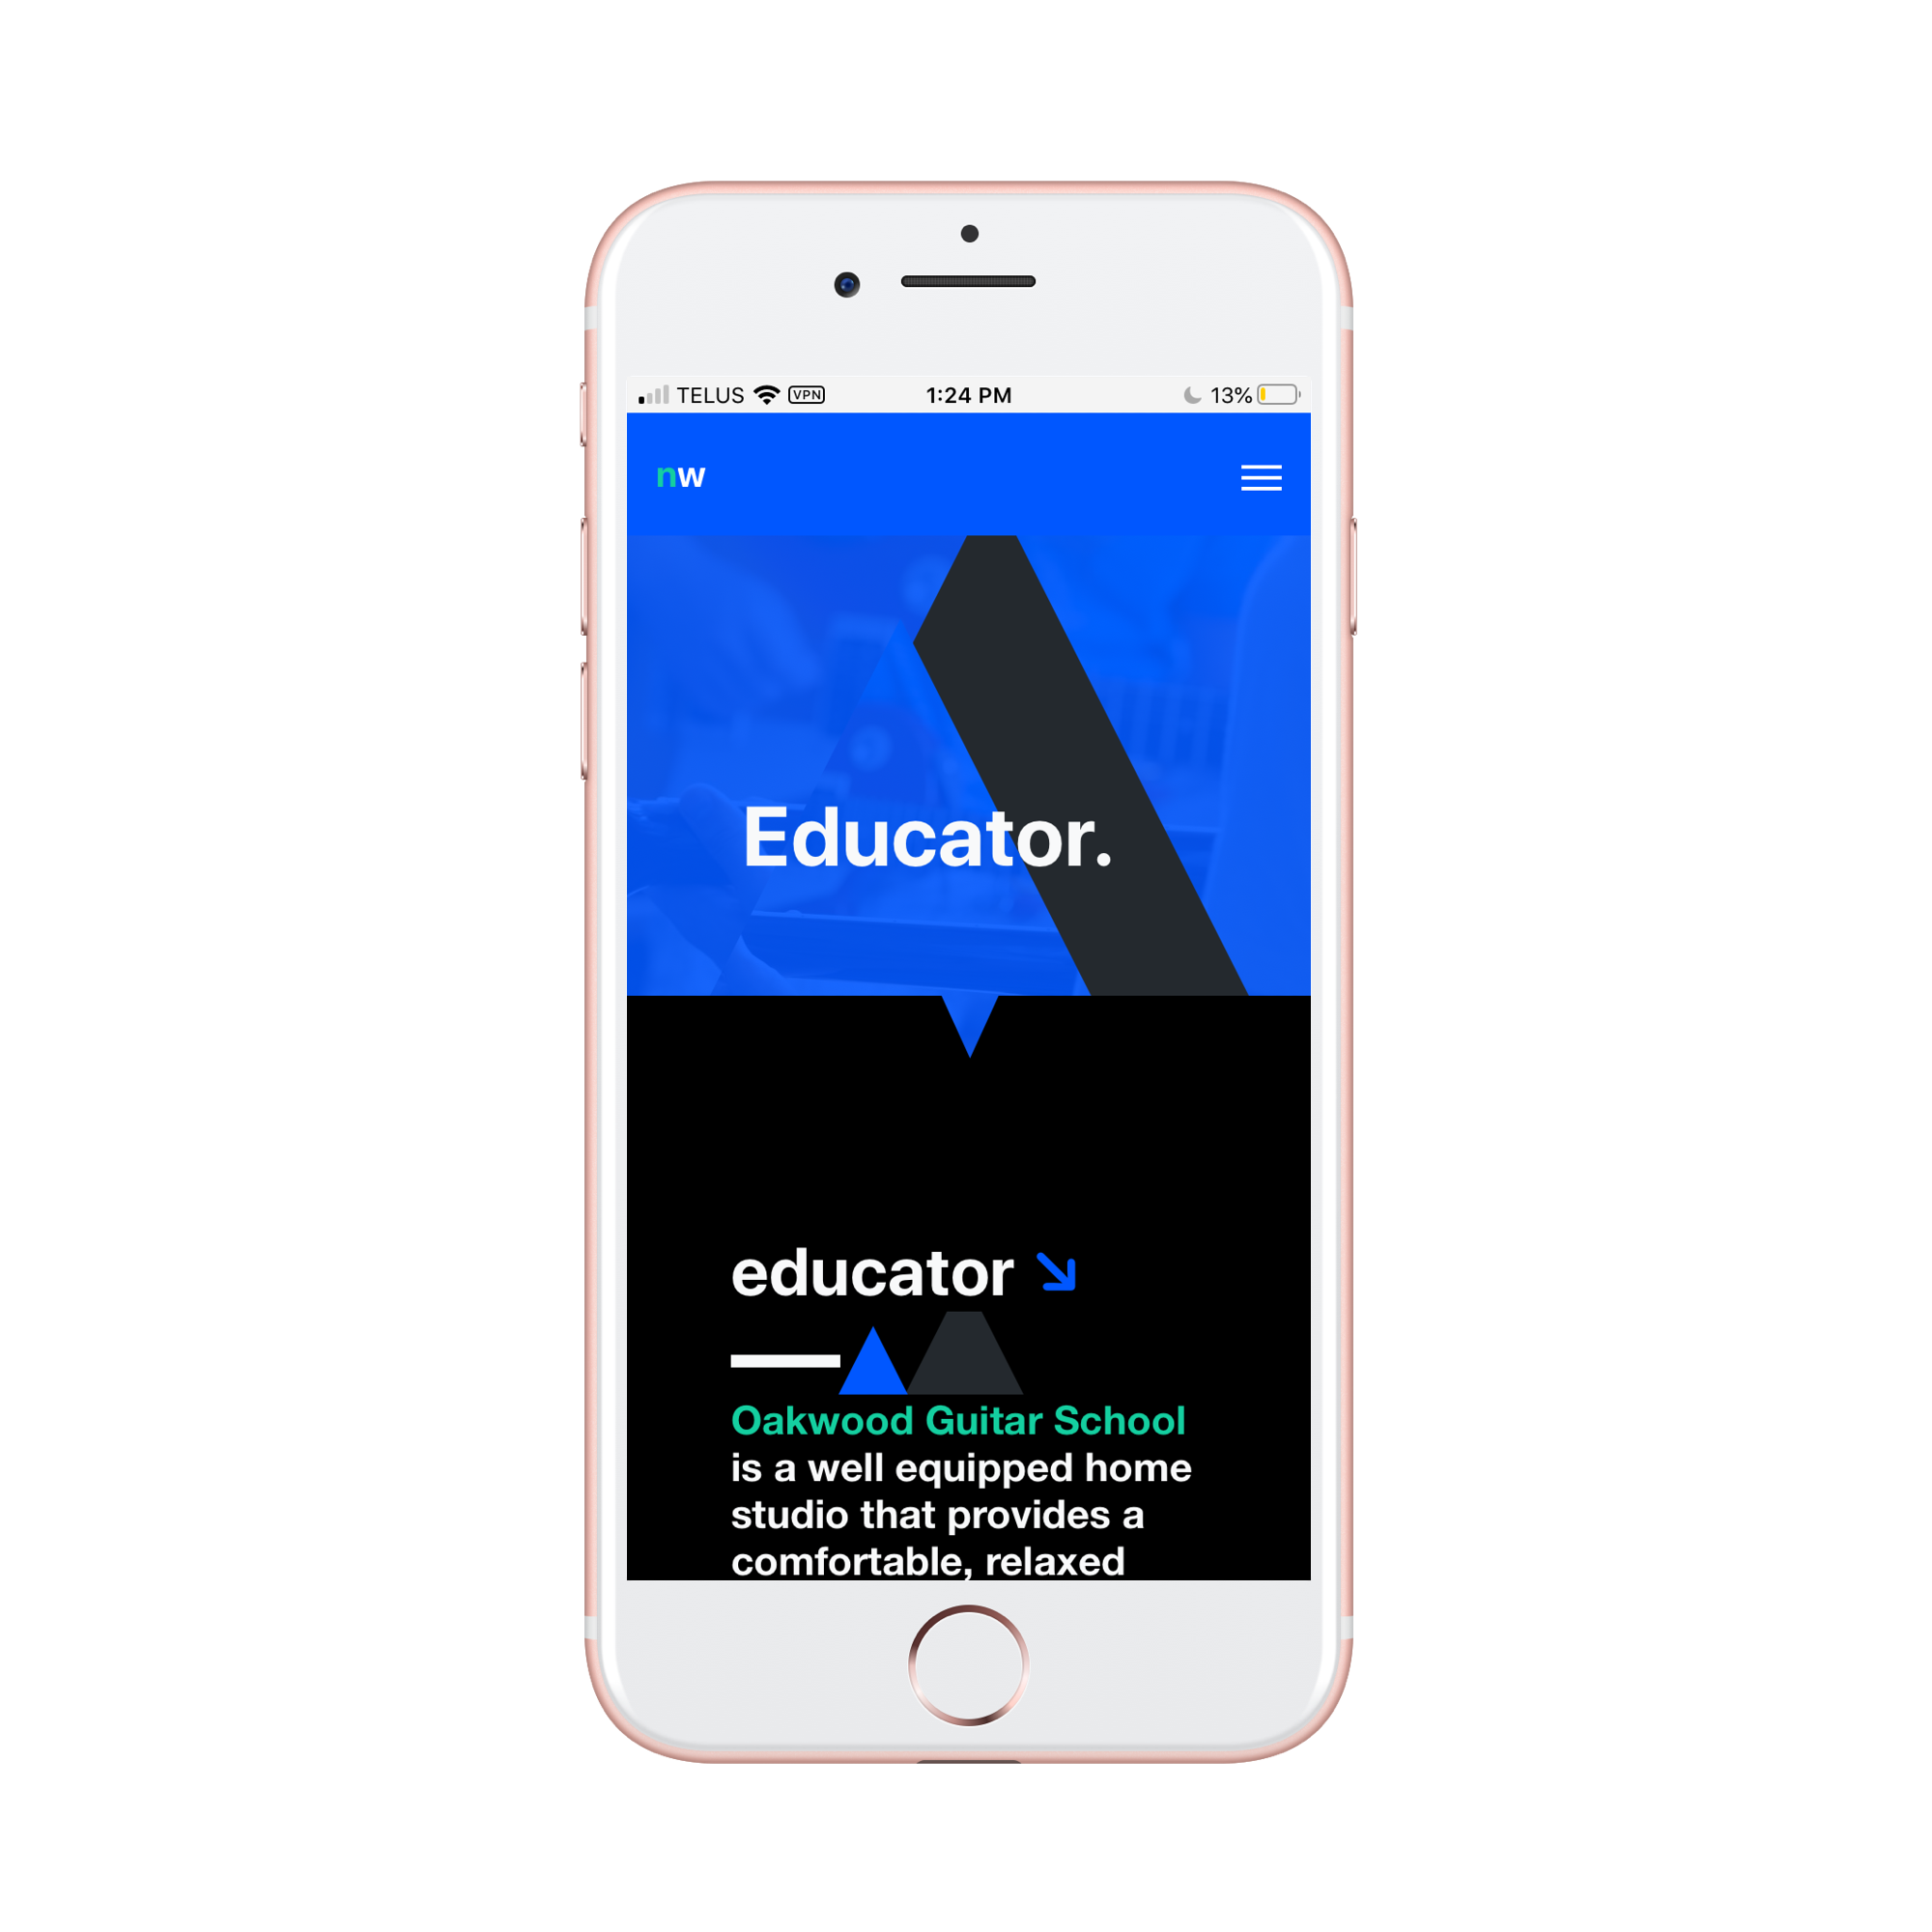 TELUS VPN 1:24 PM 13%
nw
Educator.
educator
Oakwood Guitar School
is a well equipped home
studio that provides a
comfortable, relaxed